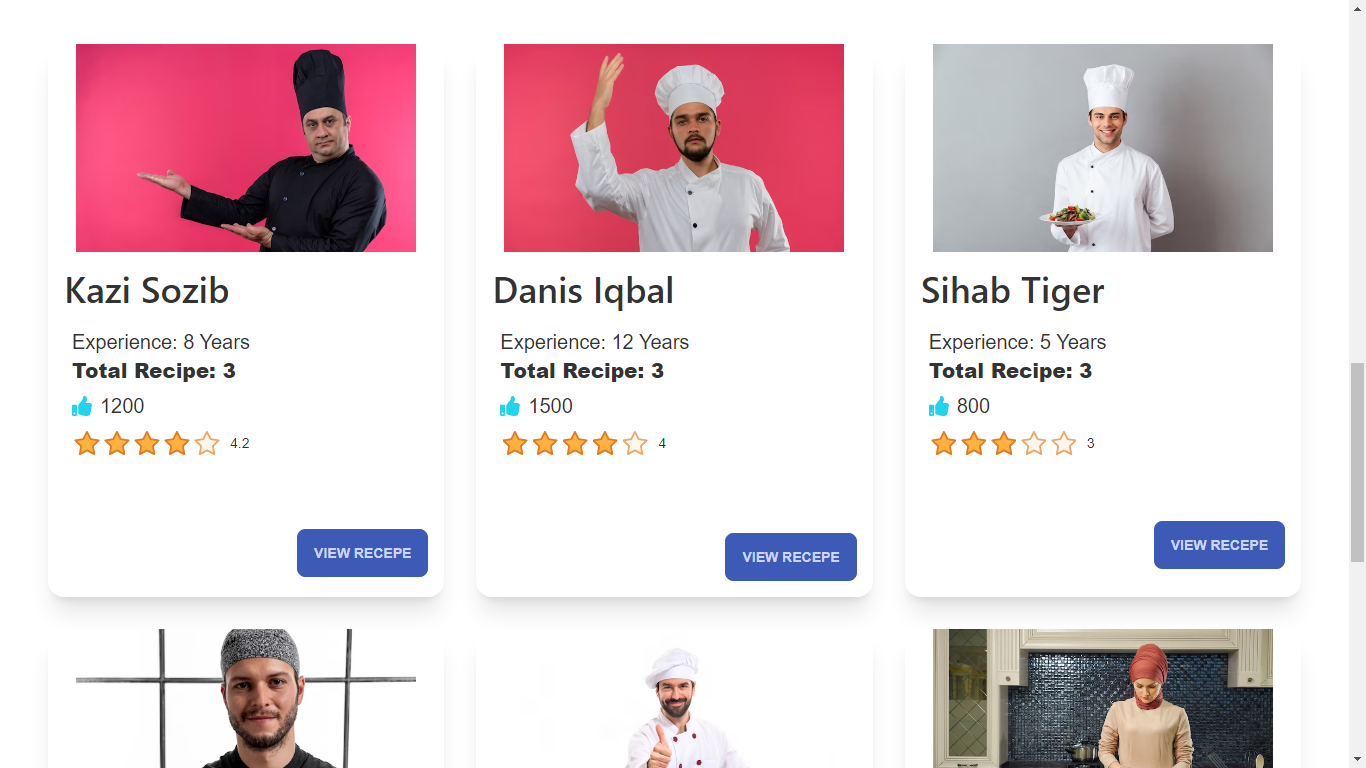 Kazi Sozib
Experience: 8 Years
Total Recipe: 3
1200
4.2
VIEW RECEPE
Danis Iqbal
Experience: 12 Years
Total Recipe: 3
1500
4
VIEW RECEPE
Sihab Tiger
Experience: 5 Years
Total Recipe: 3
800
3
VIEW RECEPE